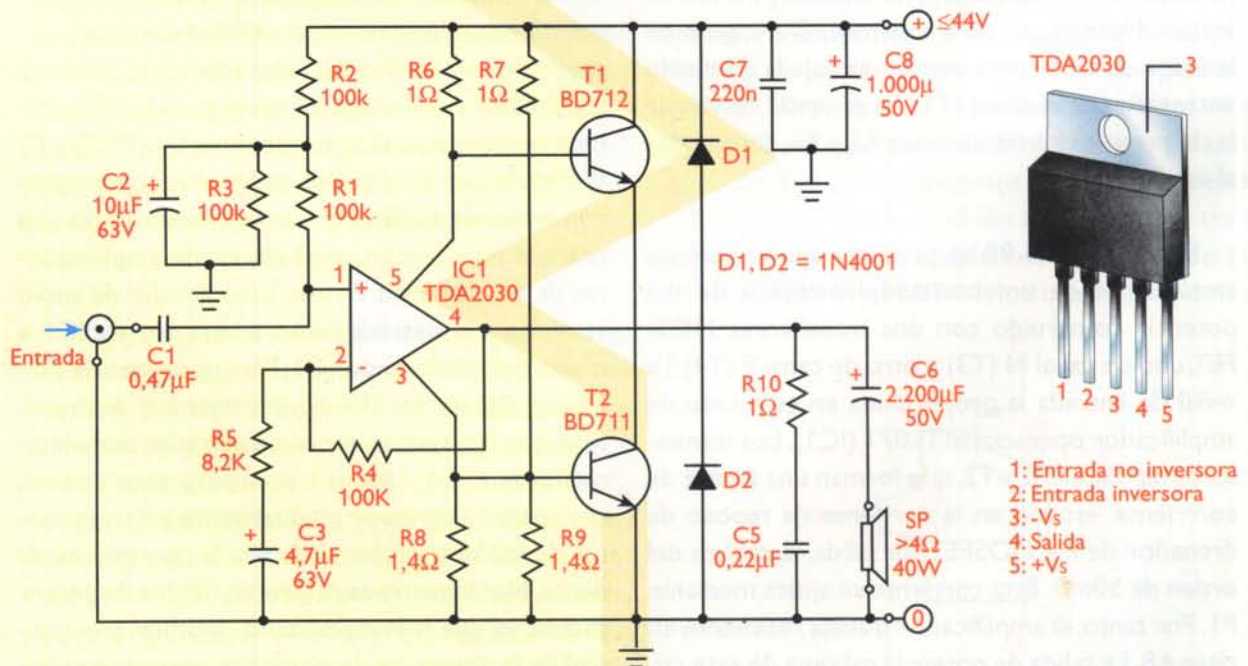 + ≤44V
R2
100k
R6
1Ω
R7
1Ω
T1
BD712
C7
220n
+ C8
1.000µ
50V
TDA2030
3
C2 +
10µF
63V
R3
100k
R1
100k
D1
D1, D2 = 1N4001
1
+
5
IC1
TDA2030
4
2
-
3
Entrada
C1
0,47µF
T2
BD711
R10
1Ω
+ C6
2.200µF
50V
R5
8,2K
R4
100K
D2
C3
4,7µF
63V
+
R8
1,4Ω
R9
1,4Ω
C5
0,22µF
SP
>4Ω
40W
0
1 2 3 4 5
1: Entrada no inversora
2: Entrada inversora
3: -Vs
4: Salida
5: +Vs